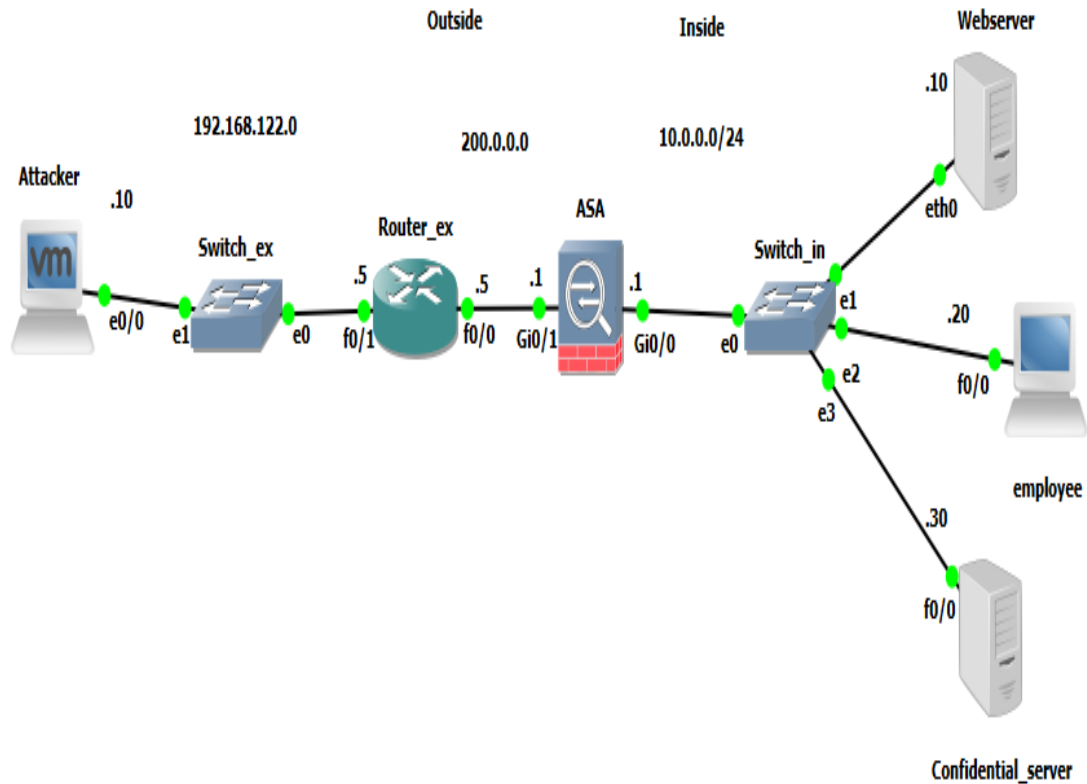 Outside
Inside
Webserver
.10
192.168.122.0
200.0.0.0
10.0.0.0/24
Attacker
.10
vm
Switch_ex
Router_ex
ASA
Switch_in
eth0
.5
.5
.1
.1
e0/0
e1
e0
f0/1
f0/0
Gi0/1
Gi0/0
e0
e1
e2
e3
.20
f0/0
employee
.30
f0/0
Confidential_server